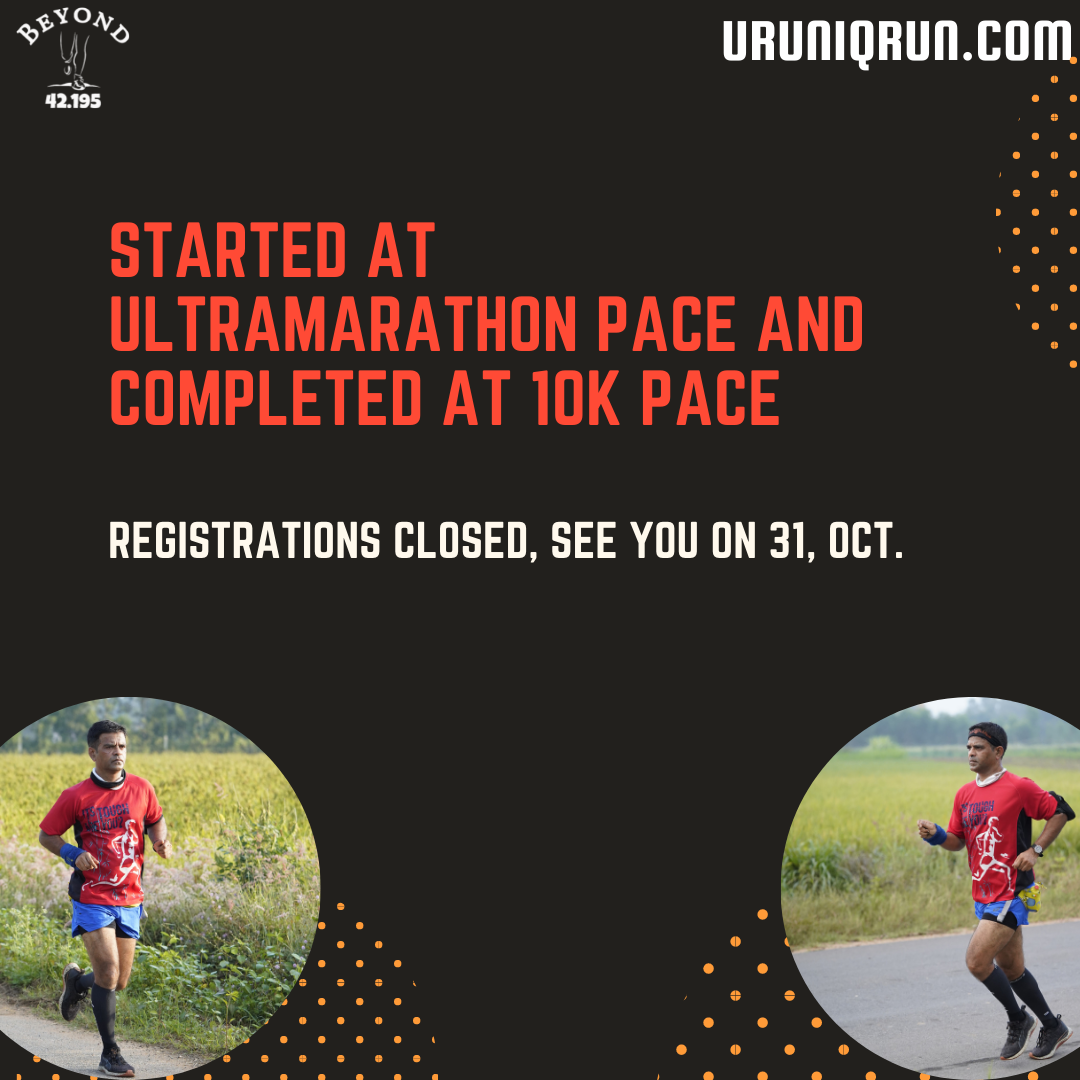 BEYOND
42.195
URUNIQRUN.COM
STARTED AT
ULTRAMARATHON PACE AND
COMPLETED AT 10K PACE
REGISTRATIONS CLOSED, SEE YOU ON 31, OCT.